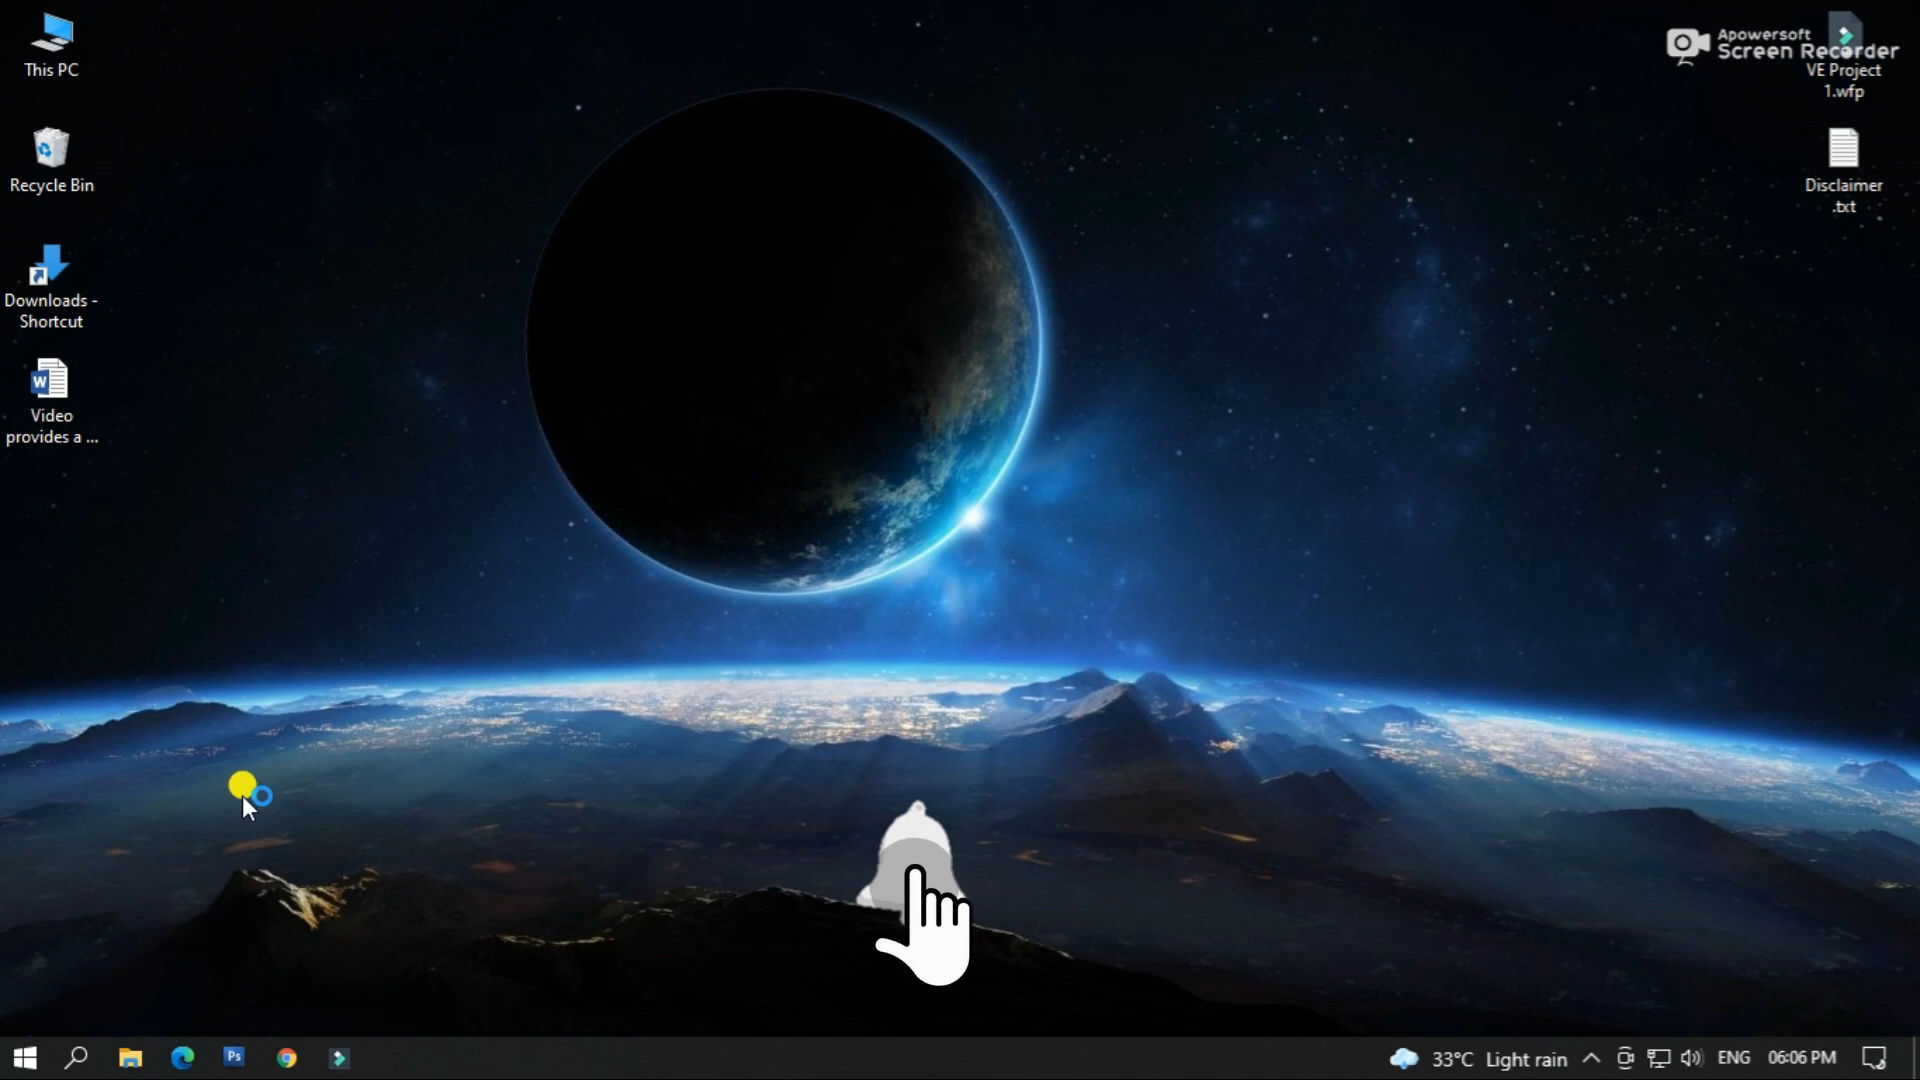 This PC
Recycle Bin
Downloads -
Shortcut
W
Video
provides a ...
Apowersoft
Screen Recorder
VE Project
1.wfp
Disclaimer
.txt
Ps
33°C Light rain
ENG
06:06 PM